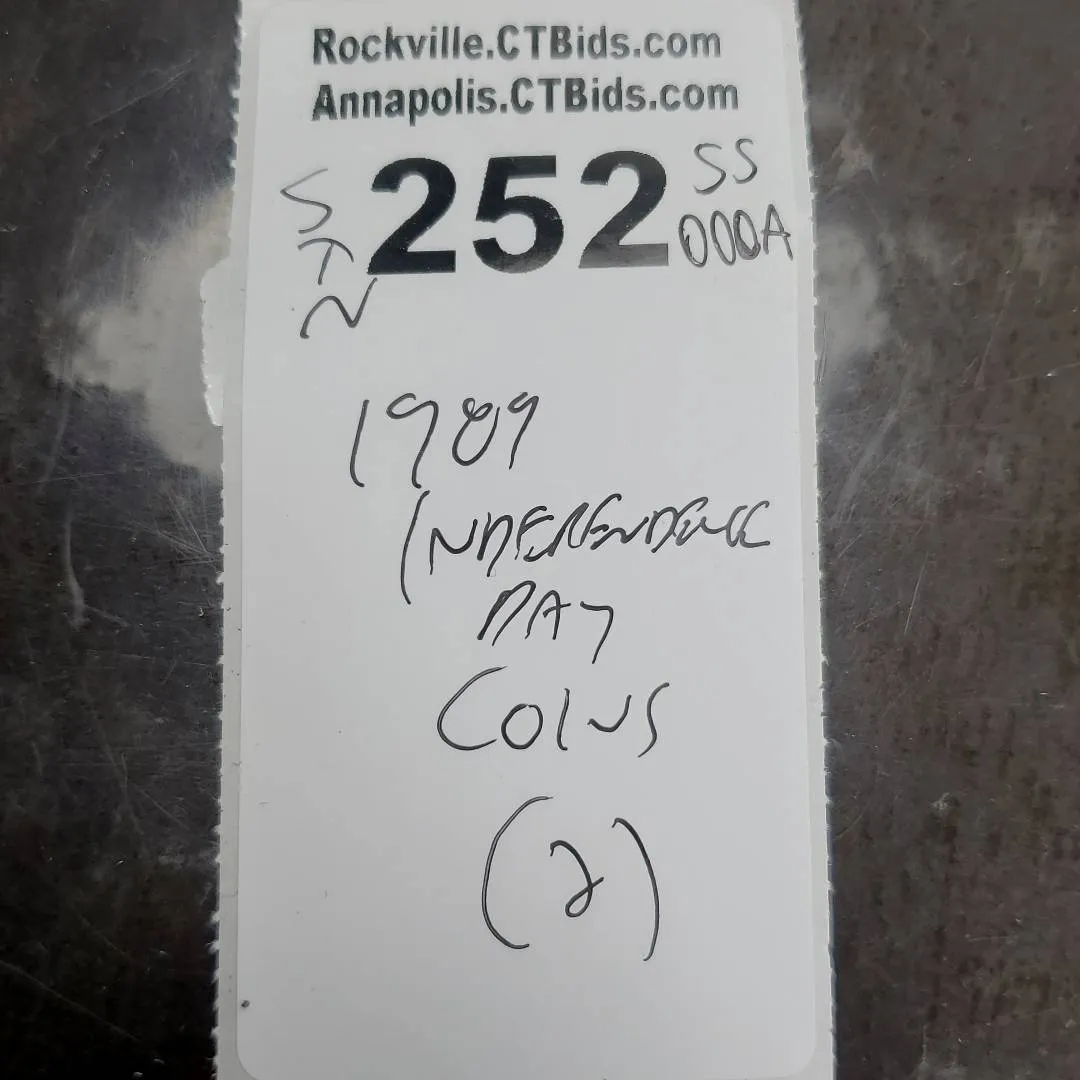 Rockville.CTBids.com
Annapolis.CTBids.com
STN 252 SS
000A
1989
INDEPENDENCE
DAY
COINS
(2)